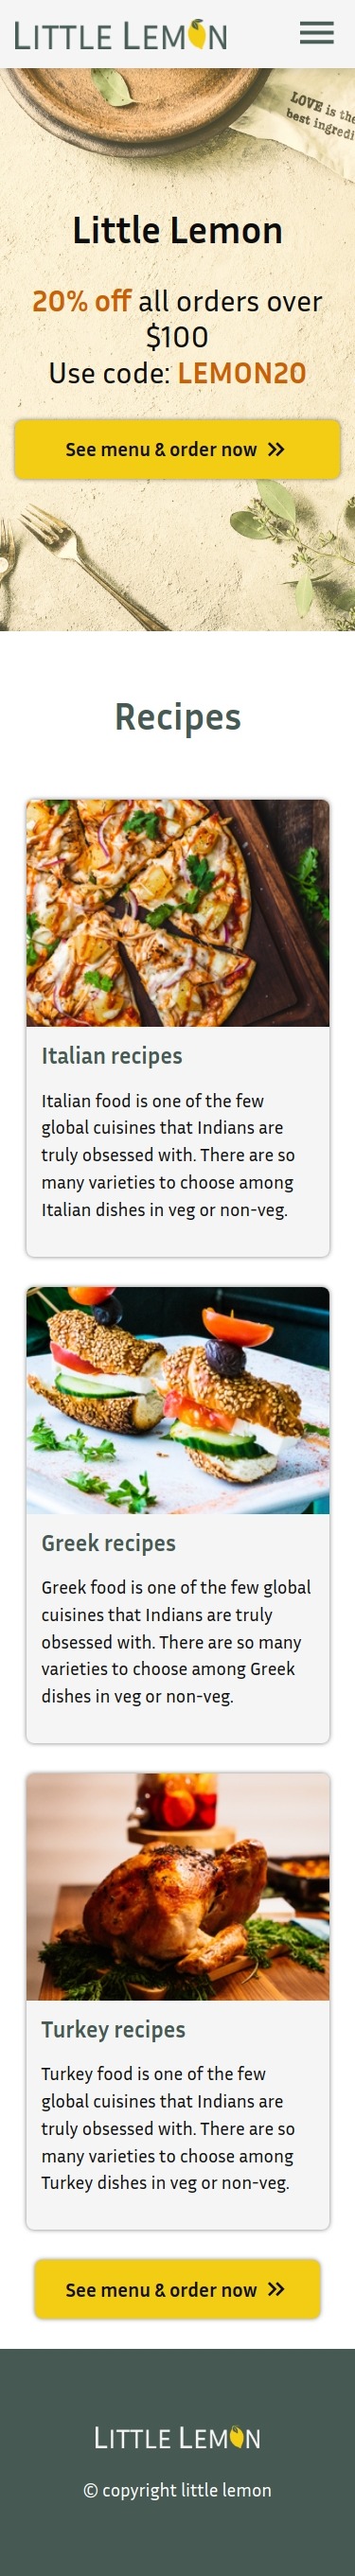 LITTLE LEMON
LOVE is the
best ingredi
Little Lemon
20% off all orders over
$100
Use code: LEMON20
See menu & order now
Recipes
Italian recipes
Italian food is one of the few
global cuisines that Indians are
truly obsessed with. There are so
many varieties to choose among
Italian dishes in veg or non-veg.
Greek recipes
Greek food is one of the few global
cuisines that Indians are truly
obsessed with. There are so many
varieties to choose among Greek
dishes in veg or non-veg.
Turkey recipes
Turkey food is one of the few
global cuisines that Indians are
truly obsessed with. There are so
many varieties to choose among
Turkey dishes in veg or non-veg.
See menu & order now
LITTLE LEMON
© copyright little lemon